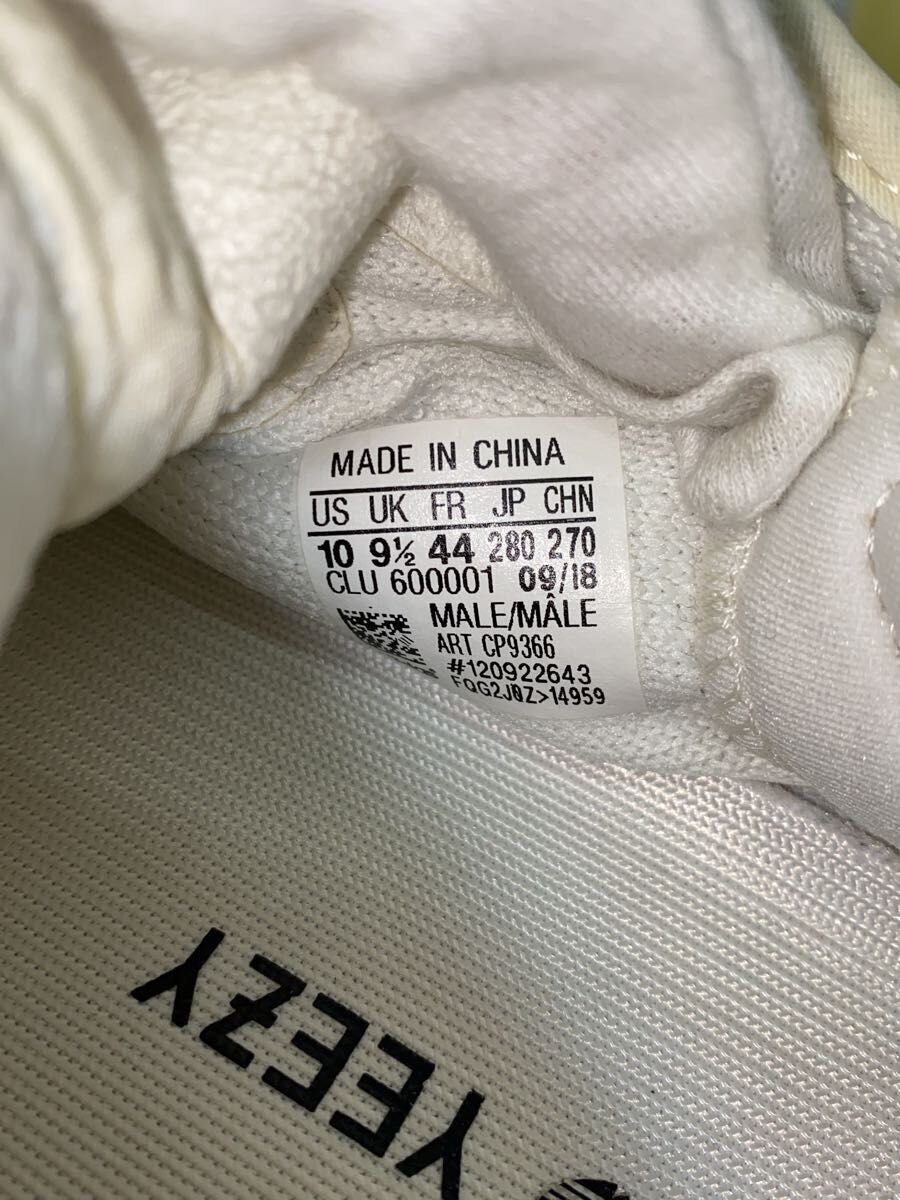 MADE IN CHINA
US UK FR JP CHN
10 9½ 44 280 270
CLU 600001 09/18
MALE/MÂLE
ART CP9366
#120922643
FQG2J0Z>14959
YEEZY